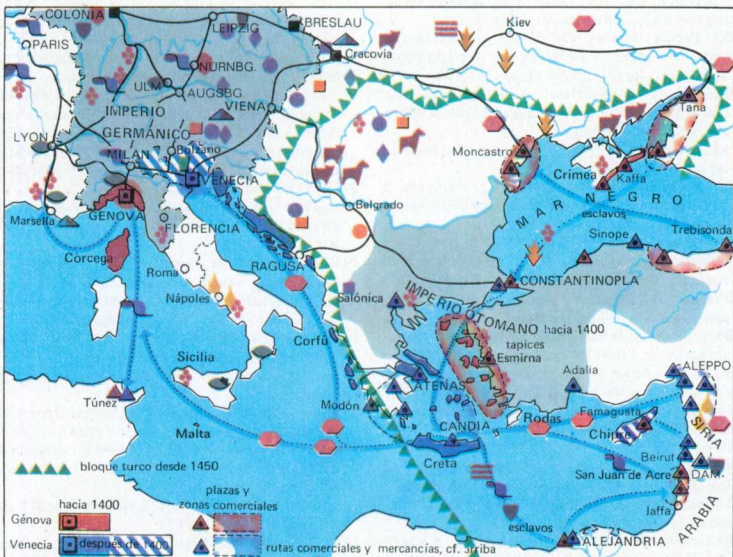 COLONIA
LEIPZIG
BRESLAU
Kiev
PARIS
Cracovia
NURNBG.
ULM
AUGSBG
VIENA
IMPERIO
GERMÁNICO
Tana
LYON
Bolzano
MILAN
VENECIA
Moncastro
Crimea
Kaffa
GENOVA
Belgrado
MAR NEGRO
esclavos
Marsella
FLORENCIA
Sinope
Trebisonda
Córcega
RAGUSA
Roma
CONSTANTINOPLA
Nápoles
Salónica
IMPERIO OTOMANO hacia 1400
tapices
Corfú
Esmirna
Sicilia
ATENAS
Adalia
ALEPPO
Túnez
Modón
Rodas
Famagusta
SIRIA
CANDIA
Chipre
Malta
Creta
Beirut
San Juan de Acre
DAM.
bloque turco desde 1450
Jaffa
ARABIA
hacia 1400
plazas y
zonas comerciales
Génova
esclavos
ALEJANDRIA
Venecia
después de 1400
rutas comerciales y mercancías, cf. arriba